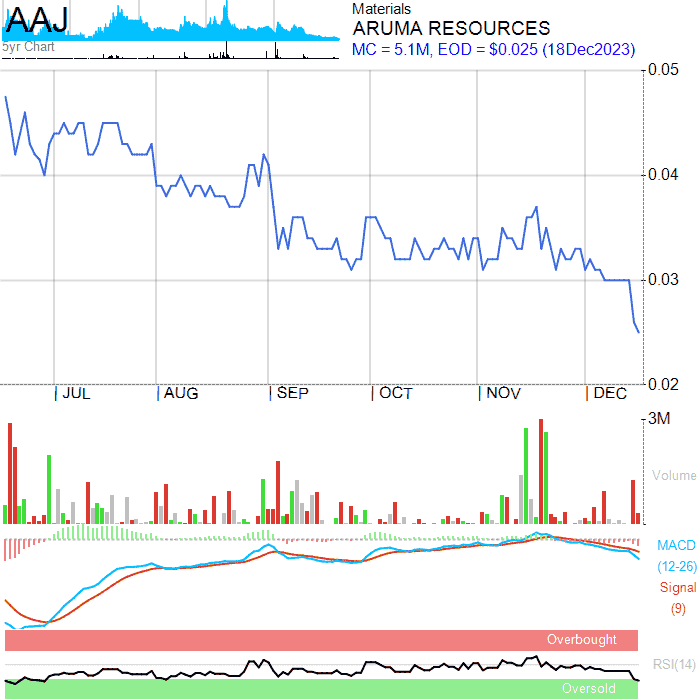 AAJ
5yr Chart
Materials
ARUMA RESOURCES
MC = 5.1M, EOD = $0.025 (18Dec2023)
0.05
0.04
0.03
0.02
JUL AUG SEP OCT NOV DEC
3M
Volume
MACD
(12-26)
Signal
(9)
Overbought
RSI(14)
Oversold